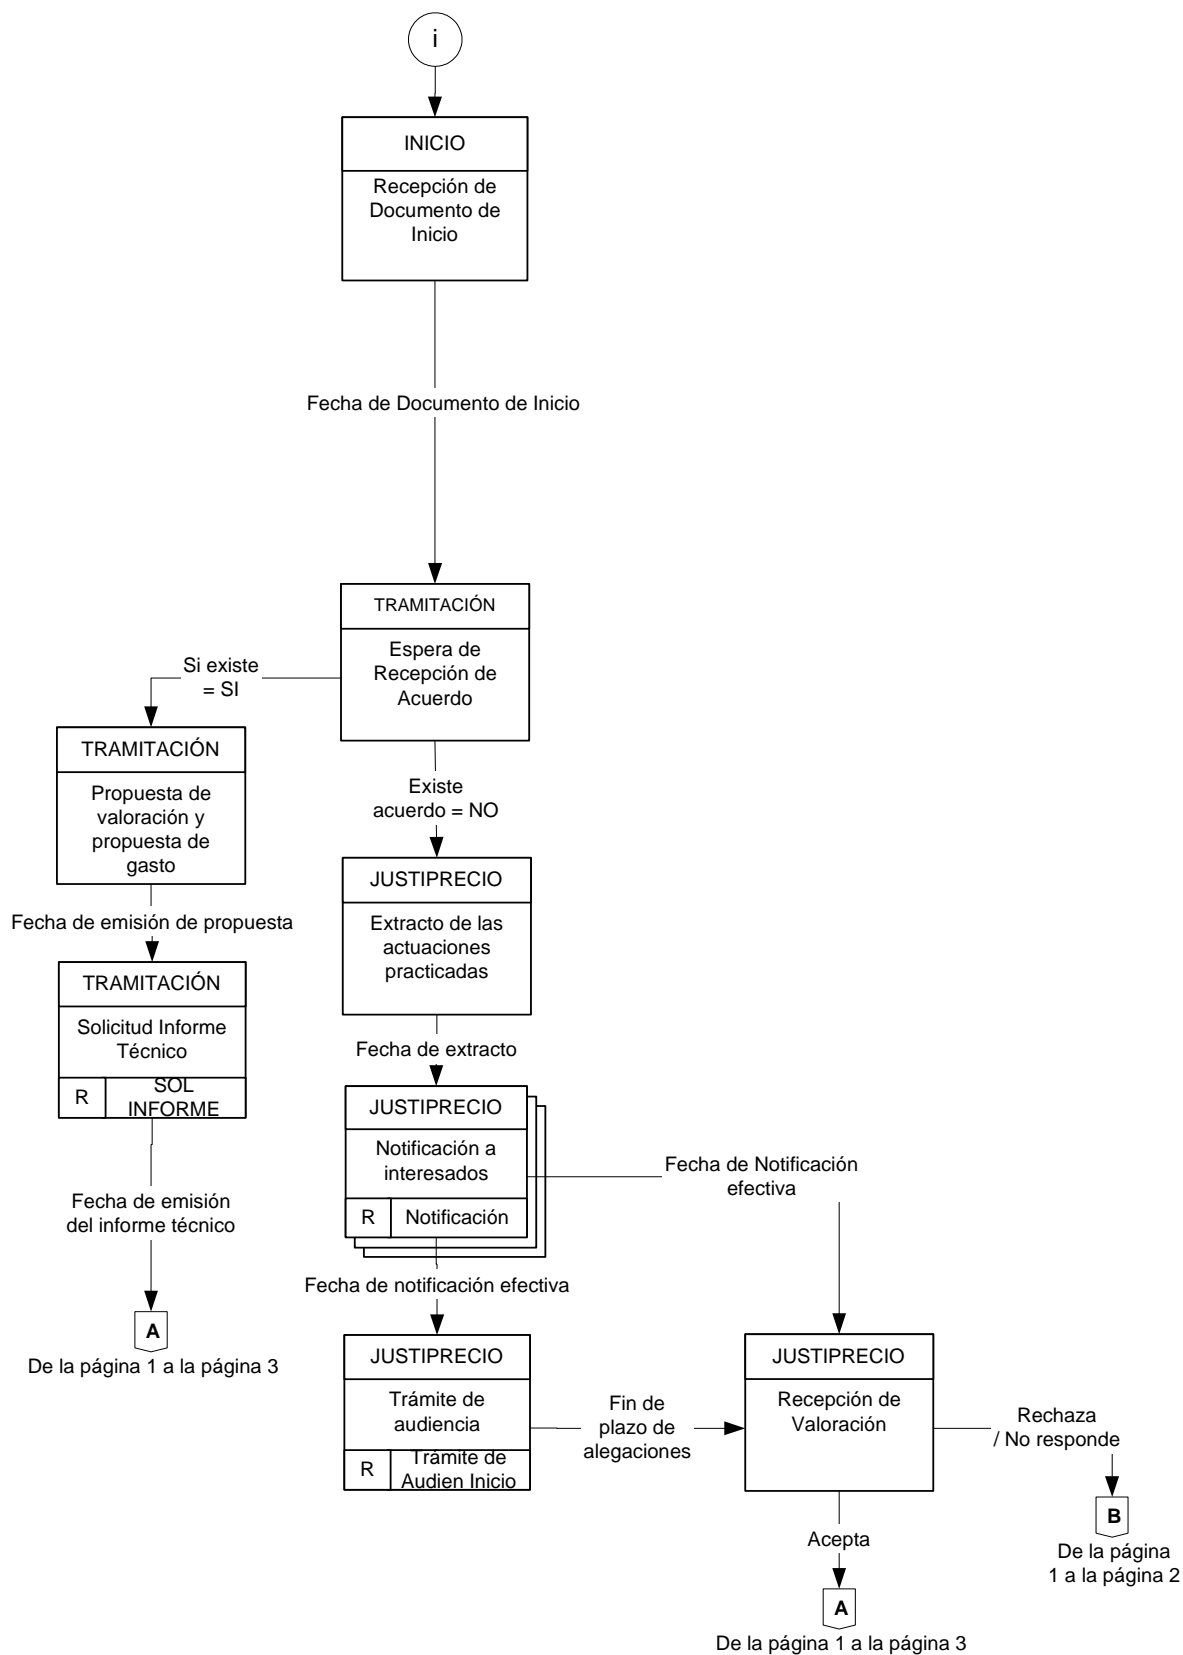 i
INICIO
Recepción de
Documento de
Inicio
Fecha de Documento de Inicio
TRAMITACIÓN
Espera de
Recepción de
Acuerdo
Si existe
= SI
TRAMITACIÓN
Propuesta de
valoración y
propuesta de
gasto
Fecha de emisión de propuesta
TRAMITACIÓN
Solicitud Informe
Técnico
R
SOL
INFORME
Fecha de emisión
del informe técnico
A
De la página 1 a la página 3
Existe
acuerdo = NO
JUSTIPRECIO
Extracto de las
actuaciones
practicadas
Fecha de extracto
JUSTIPRECIO
Notificación a
interesados
R
Notificación
Fecha de Notificación
efectiva
Fecha de notificación efectiva
JUSTIPRECIO
Trámite de
audiencia
R
Trámite de
Audien Inicio
Fin de
plazo de
alegaciones
JUSTIPRECIO
Recepción de
Valoración
Rechaza
/ No responde
B
De la página
1 a la página 2
Acepta
A
De la página 1 a la página 3